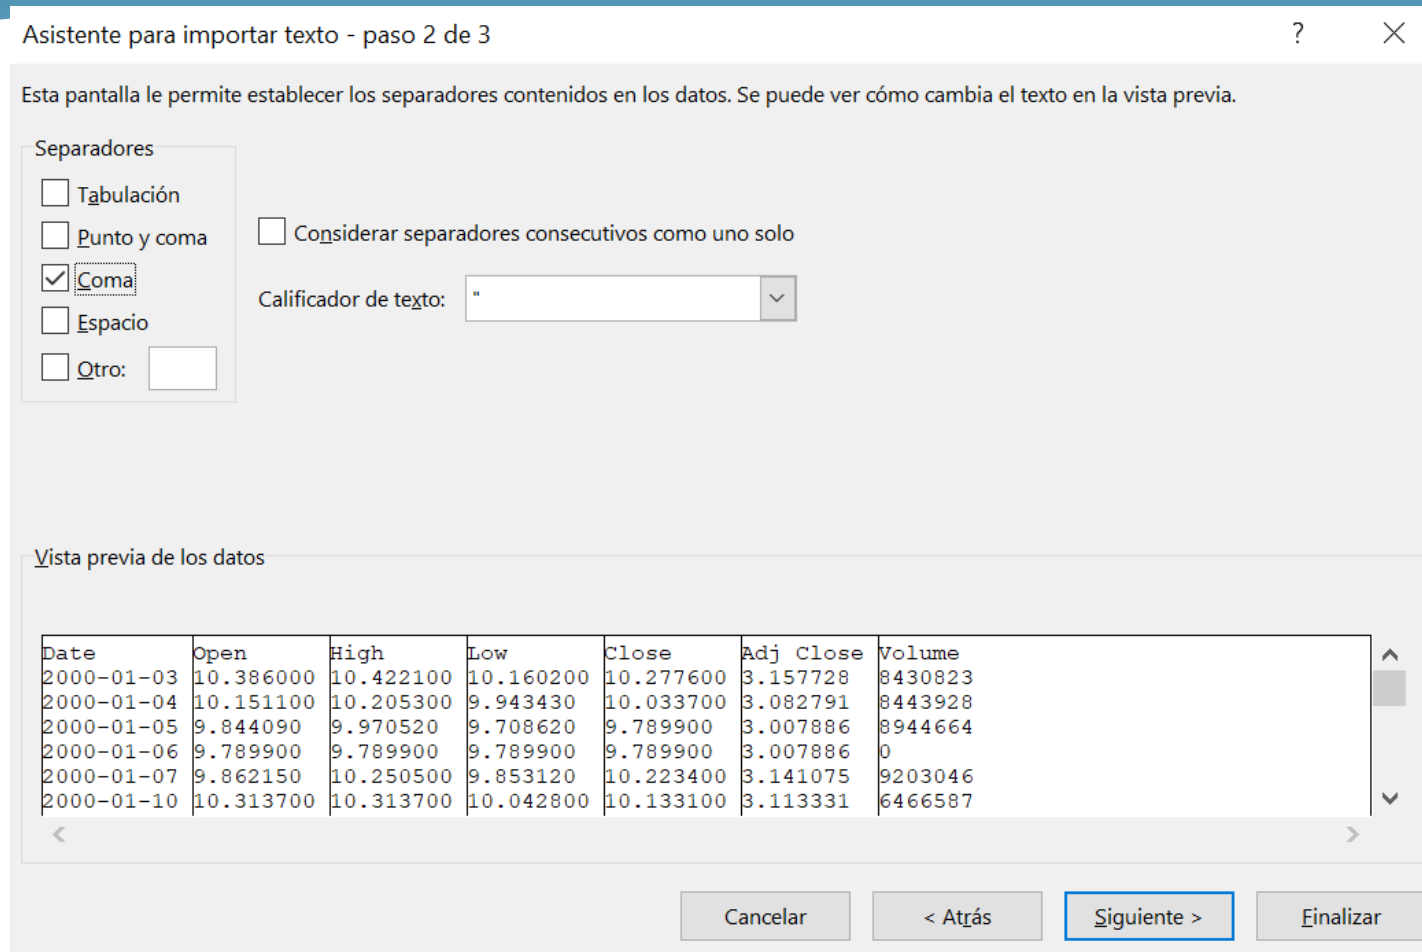 Asistente para importar texto - paso 2 de 3 ?
Esta pantalla le permite establecer los separadores contenidos en los datos. Se puede ver cómo cambia el texto en la vista previa.
Separadores
Tabulación
Punto y coma
Coma
Espacio
Otro:
Considerar separadores consecutivos como uno solo
Calificador de texto: "
Vista previa de los datos
Date Open High Low Close Adj Close Volume
2000-01-03 10.386000 10.422100 10.160200 10.277600 3.157728 8430823
2000-01-04 10.151100 10.205300 9.943430 10.033700 3.082791 8443928
2000-01-05 9.844090 9.970520 9.708620 9.789900 3.007886 8944664
2000-01-06 9.789900 9.789900 9.789900 9.789900 3.007886 0
2000-01-07 9.862150 10.250500 9.853120 10.223400 3.141075 9203046
2000-01-10 10.313700 10.313700 10.042800 10.133100 3.113331 6466587
Cancelar < Atrás Siguiente > Finalizar